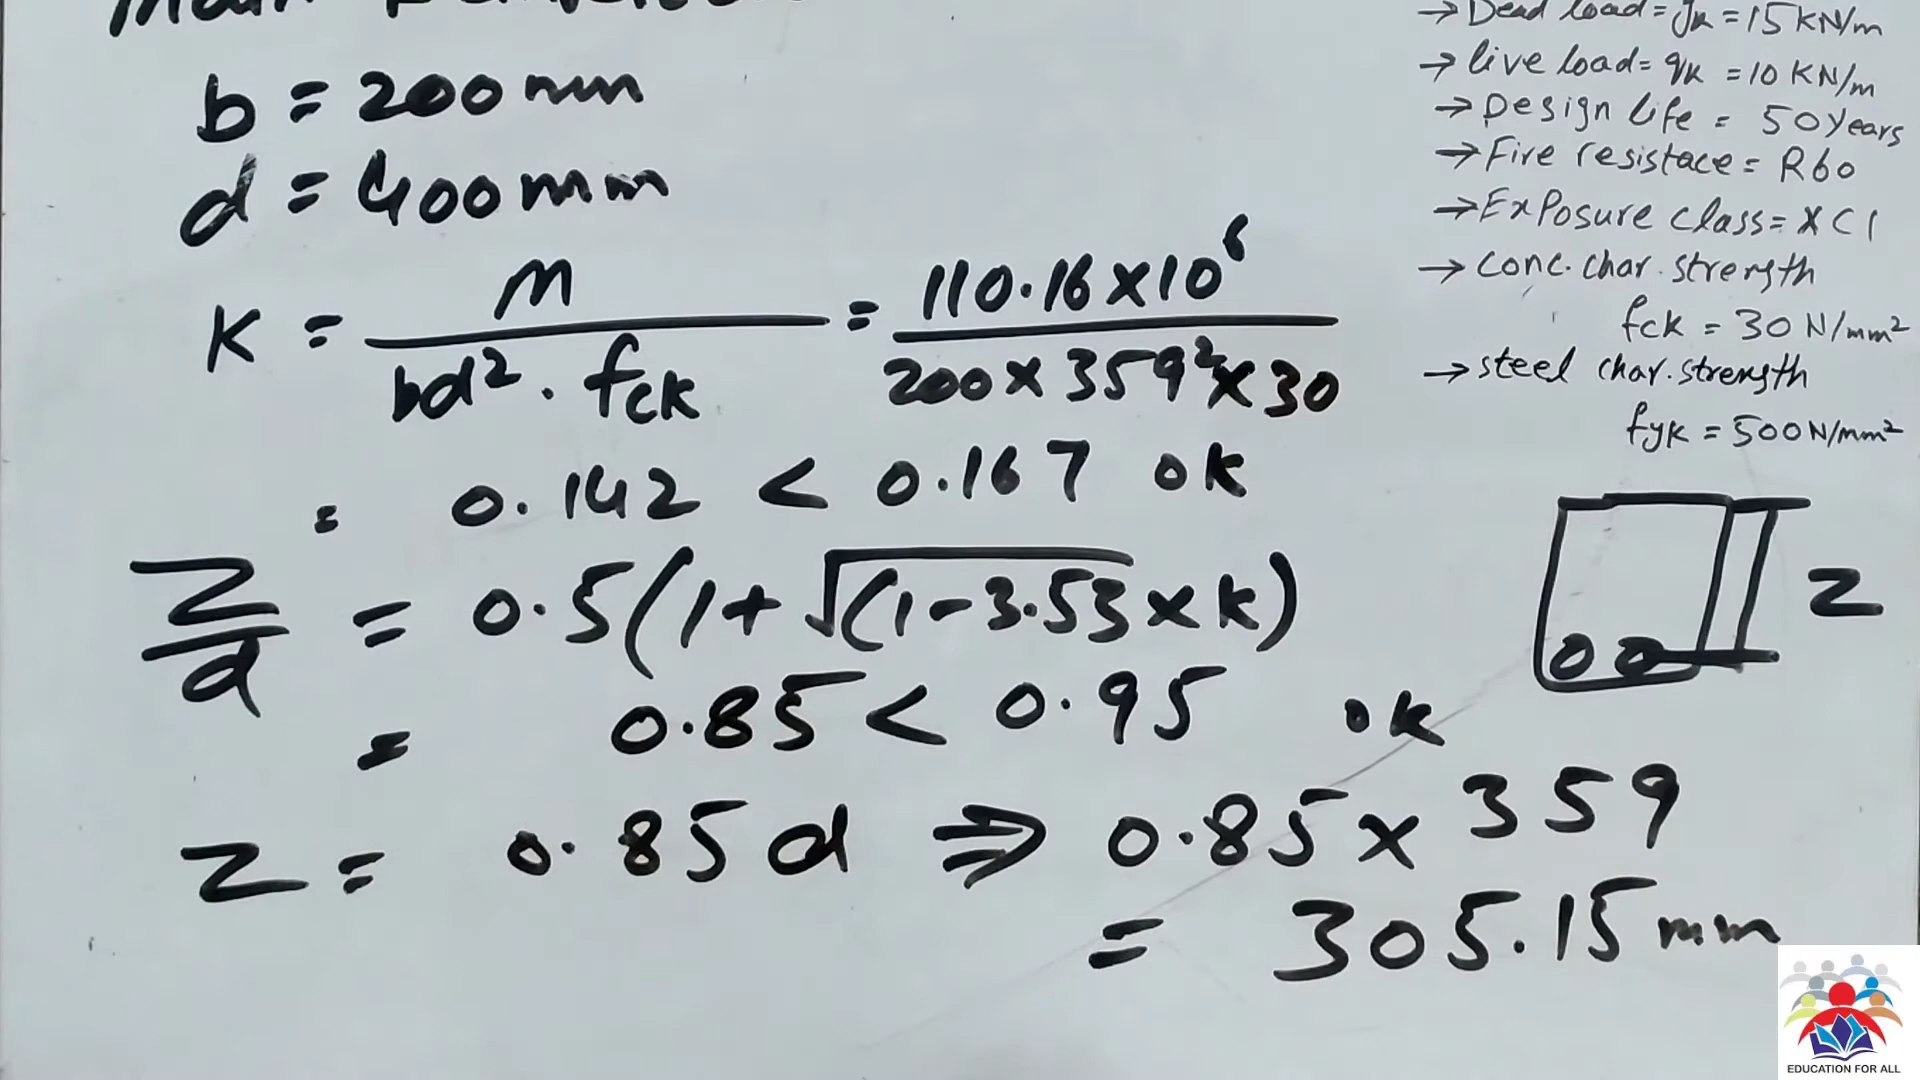 b = 200 mm
d = 400 mm
K = M / bd² · fck = 110.16 x 10⁶ / 200 x 359² x 30
= 0.142 < 0.167 ok
Z/d = 0.5 (1 + √(1 - 3.53 x k)
= 0.85 < 0.95 ok
Z = 0.85 d ⇒ 0.85 x 359
= 305.15 mm
→ Dead load = gk = 15 KN/m
→ live load = qk = 10 KN/m
→ Design life = 50 Years
→ Fire resistace = R60
→ ExPosure class = XC1
→ conc. char. strength
fck = 30 N/mm²
→ steel char. strength
fyk = 500 N/mm²
Z
EDUCATION FOR ALL